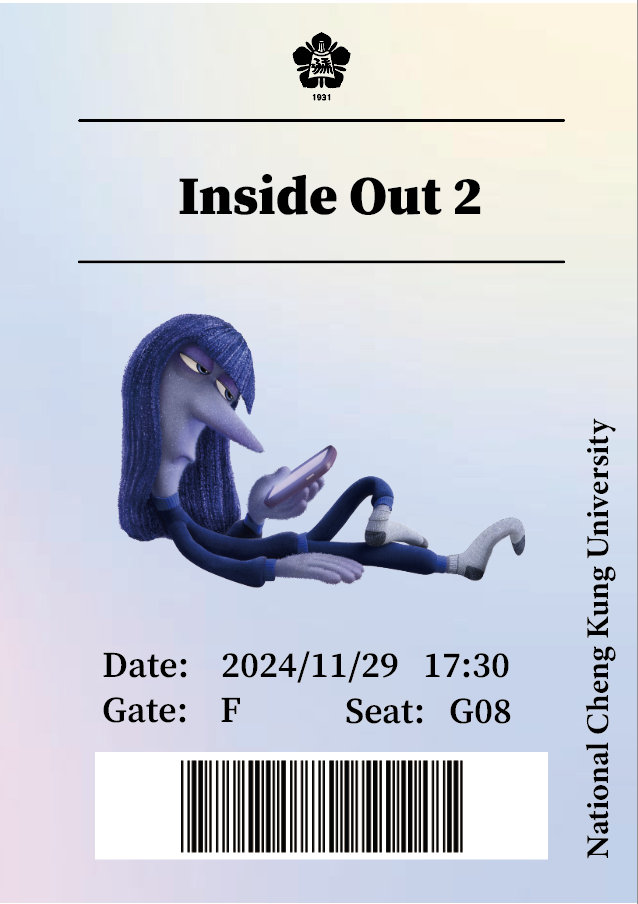 1931
Inside Out 2
Date: 2024/11/29 17:30
Gate: F Seat: G08
National Cheng Kung University